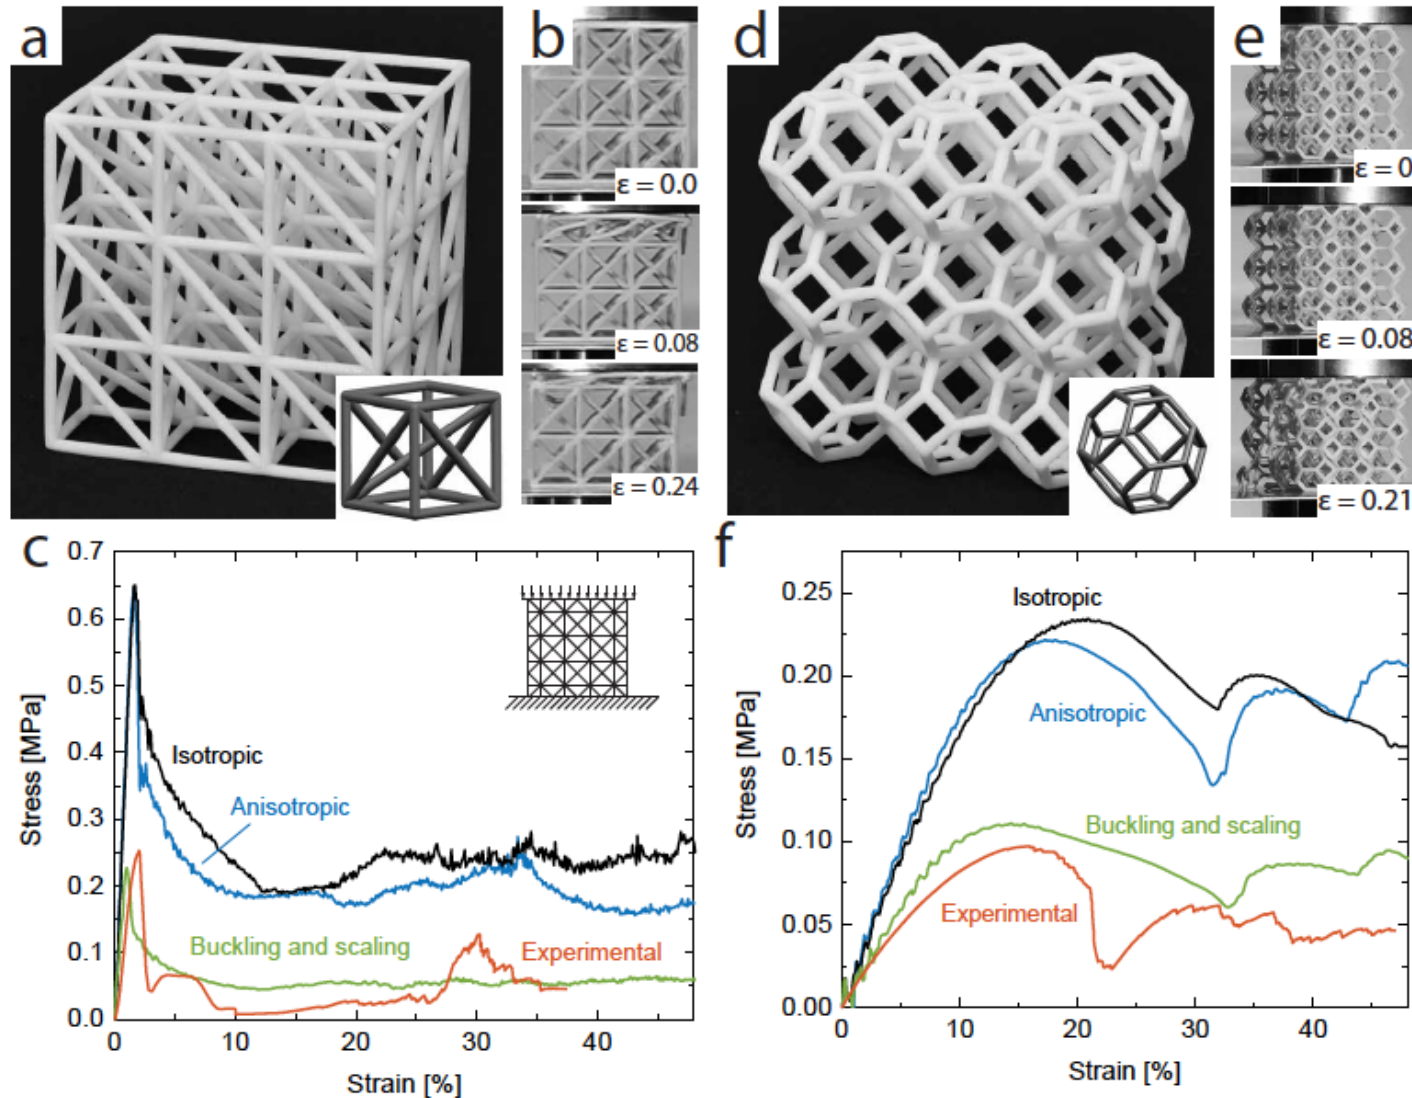 a
b
ε = 0.0
ε = 0.08
ε = 0.24
d
e
ε = 0
ε = 0.08
ε = 0.21
c
0.7
0.6
0.5
0.4
0.3
0.2
0.1
0.0
Stress [MPa]
Isotropic
Anisotropic
Buckling and scaling
Experimental
0 10 20 30 40
Strain [%]
f
0.25
0.20
0.15
0.10
0.05
0.00
Stress [MPa]
Isotropic
Anisotropic
Buckling and scaling
Experimental
0 10 20 30 40
Strain [%]